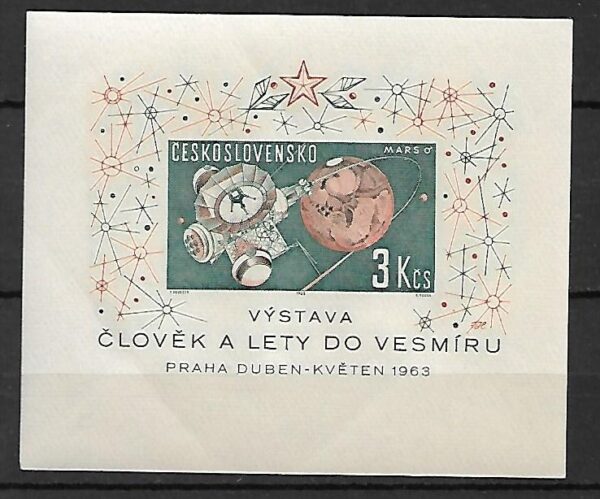 ČESKOSLOVENSKO MARS ♂
3 Kčs
VÝSTAVA
ČLOVĚK A LETY DO VESMÍRU
PRAHA DUBEN-KVĚTEN 1963